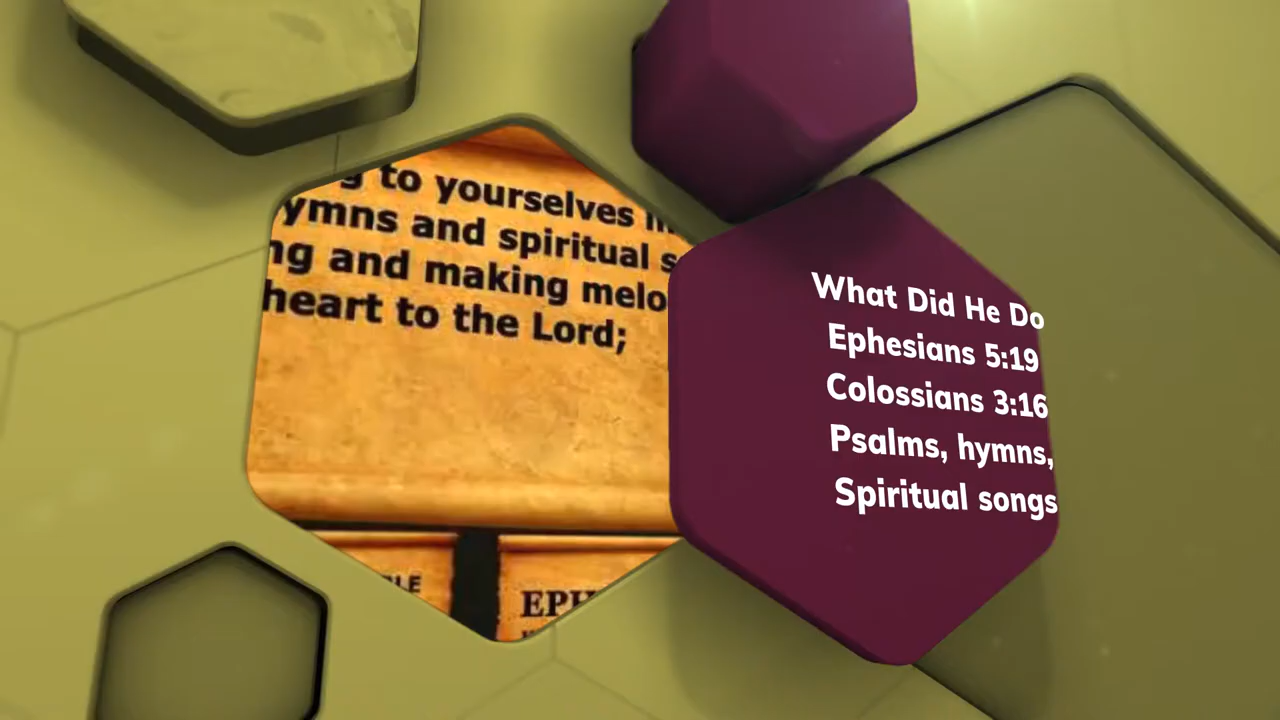 to yourselves
ymns and spiritual
ng and making melo
heart to the Lord;
EPH
What Did He Do
Ephesians 5:19
Colossians 3:16
Psalms, hymns,
Spiritual songs